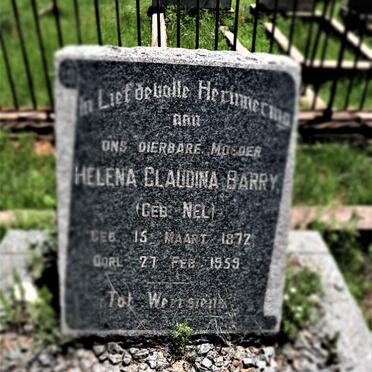 In Liefdevolle Herinnering
aan
ONS DIERBARE MOEDER
HELENA CLAUDINA BARRY
(GEB. NEL)
GEB. 15 MAART 1872
OORL. 27 FEB. 1959
Tot Weersiens